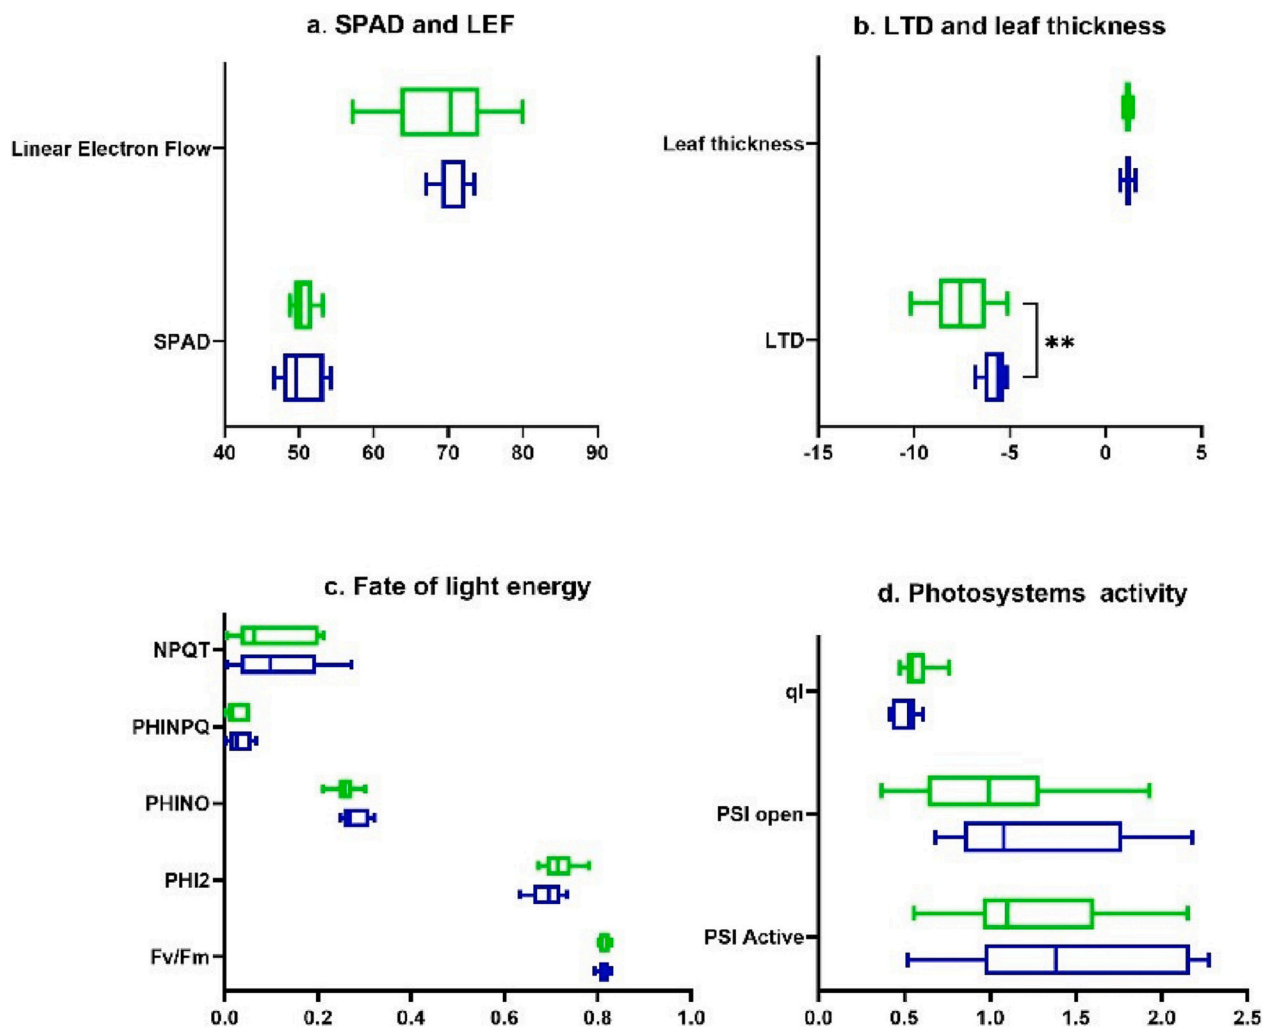 a. SPAD and LEF
Linear Electron Flow
SPAD
40 50 60 70 80 90
b. LTD and leaf thickness
Leaf thickness
LTD
**
-15 -10 -5 0 5
c. Fate of light energy
NPQT
PHINPQ
PHINO
PHI2
Fv/Fm
0.0 0.2 0.4 0.6 0.8 1.0
d. Photosystems activity
ql
PSI open
PSI Active
0.0 0.5 1.0 1.5 2.0 2.5